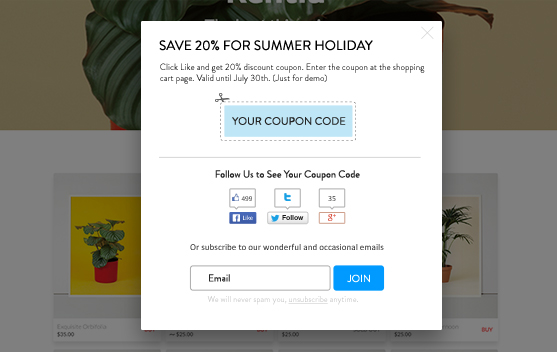 SAVE 20% FOR SUMMER HOLIDAY
Click Like and get 20% discount coupon. Enter the coupon at the shopping
cart page. Valid until July 30th. (Just for demo)
YOUR COUPON CODE
Follow Us to See Your Coupon Code
499
35
Like
Follow
g+
Or subscribe to our wonderful and occasional emails
Email
JOIN
We will never spam you, unsubscribe anytime.
$35.00
$25.00
$25.00
$25.00
BUY